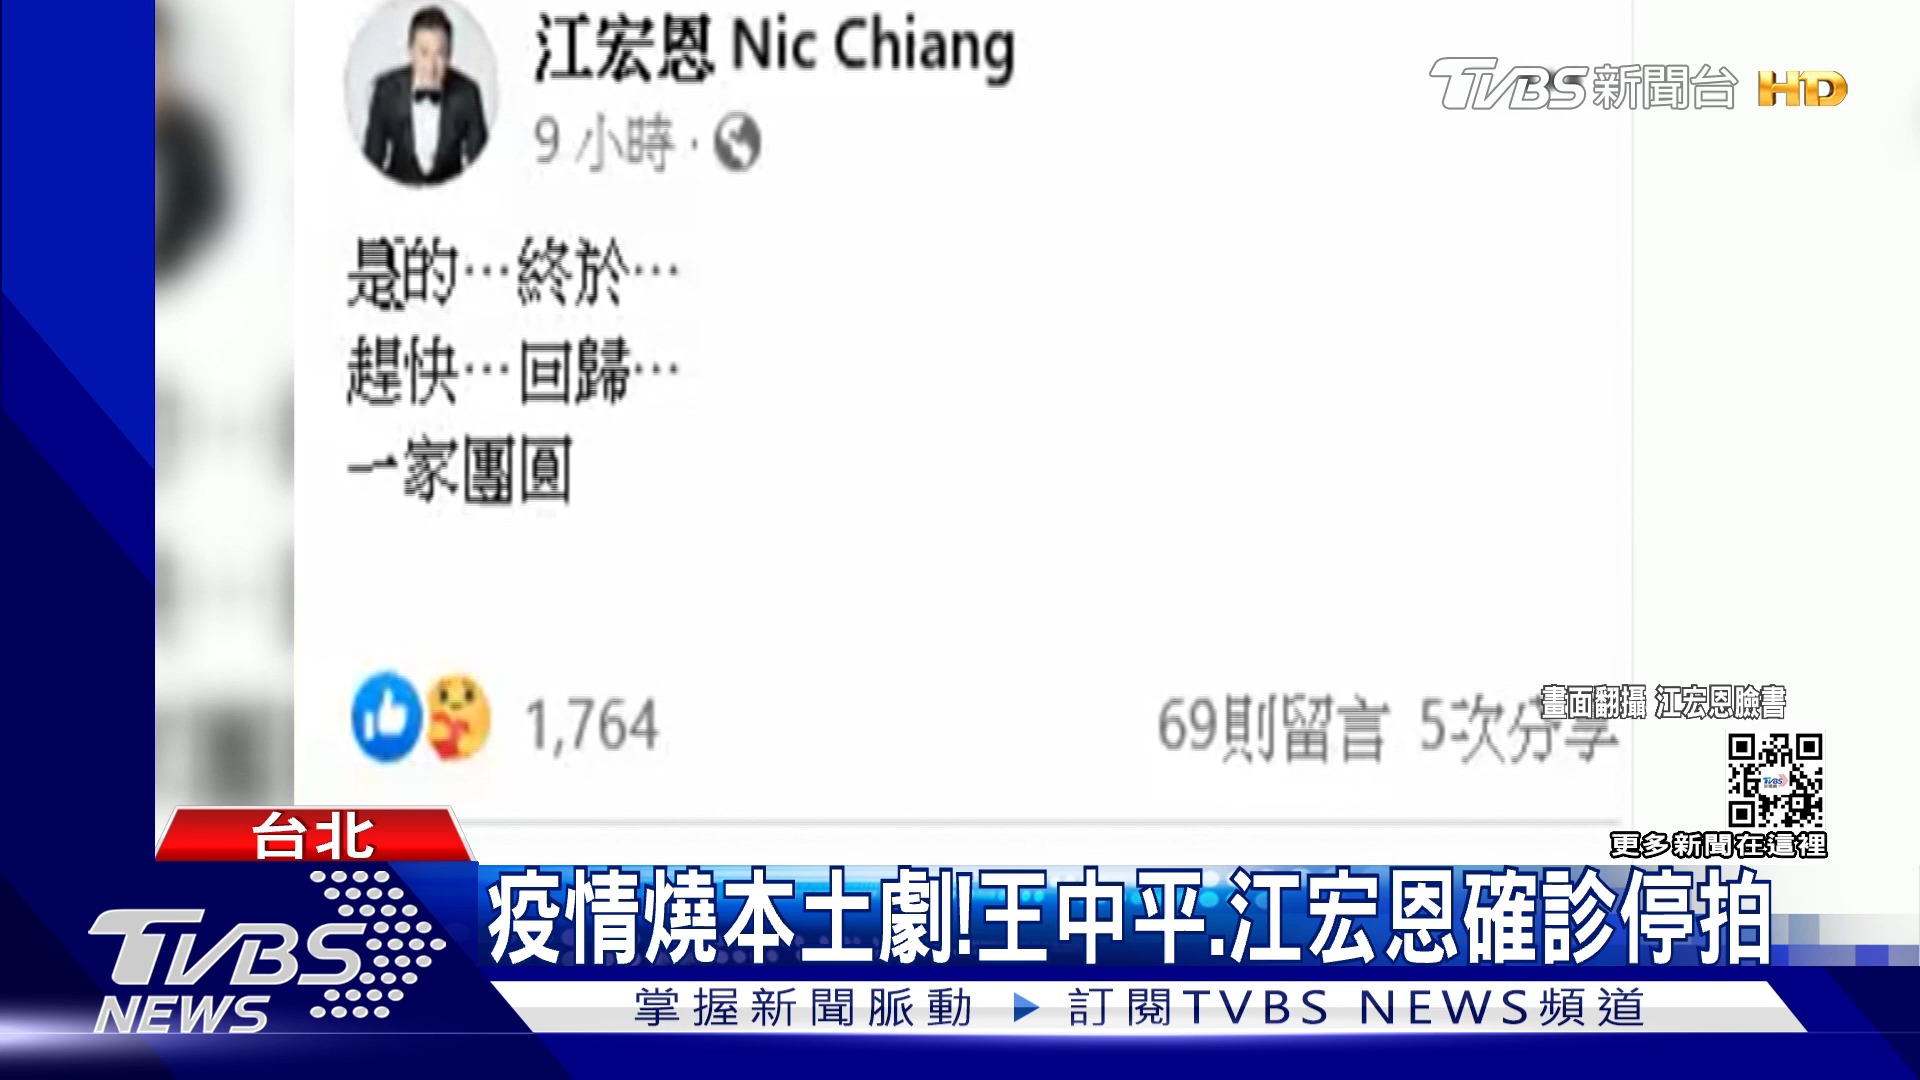 江宏恩 Nic Chiang
TVBS新聞台 HD
9 小時 ·
是的…終於…
趕快…回歸…
一家團圓
1,764
69則留言 5次分享
畫面翻攝 江宏恩臉書
TVBS
更多新聞在這裡
台北
疫情燒本土劇!王中平.江宏恩確診停拍
TVBS
NEWS
掌握新聞脈動 ▶ 訂閱TVBS NEWS頻道